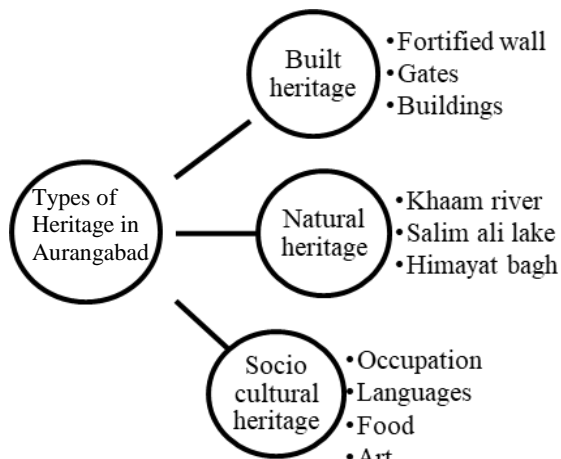 Types of
Heritage in
Aurangabad
Built
heritage
•Fortified wall
•Gates
•Buildings
Natural
heritage
•Khaam river
•Salim ali lake
•Himayat bagh
Socio
cultural
heritage
•Occupation
•Languages
•Food
•Art